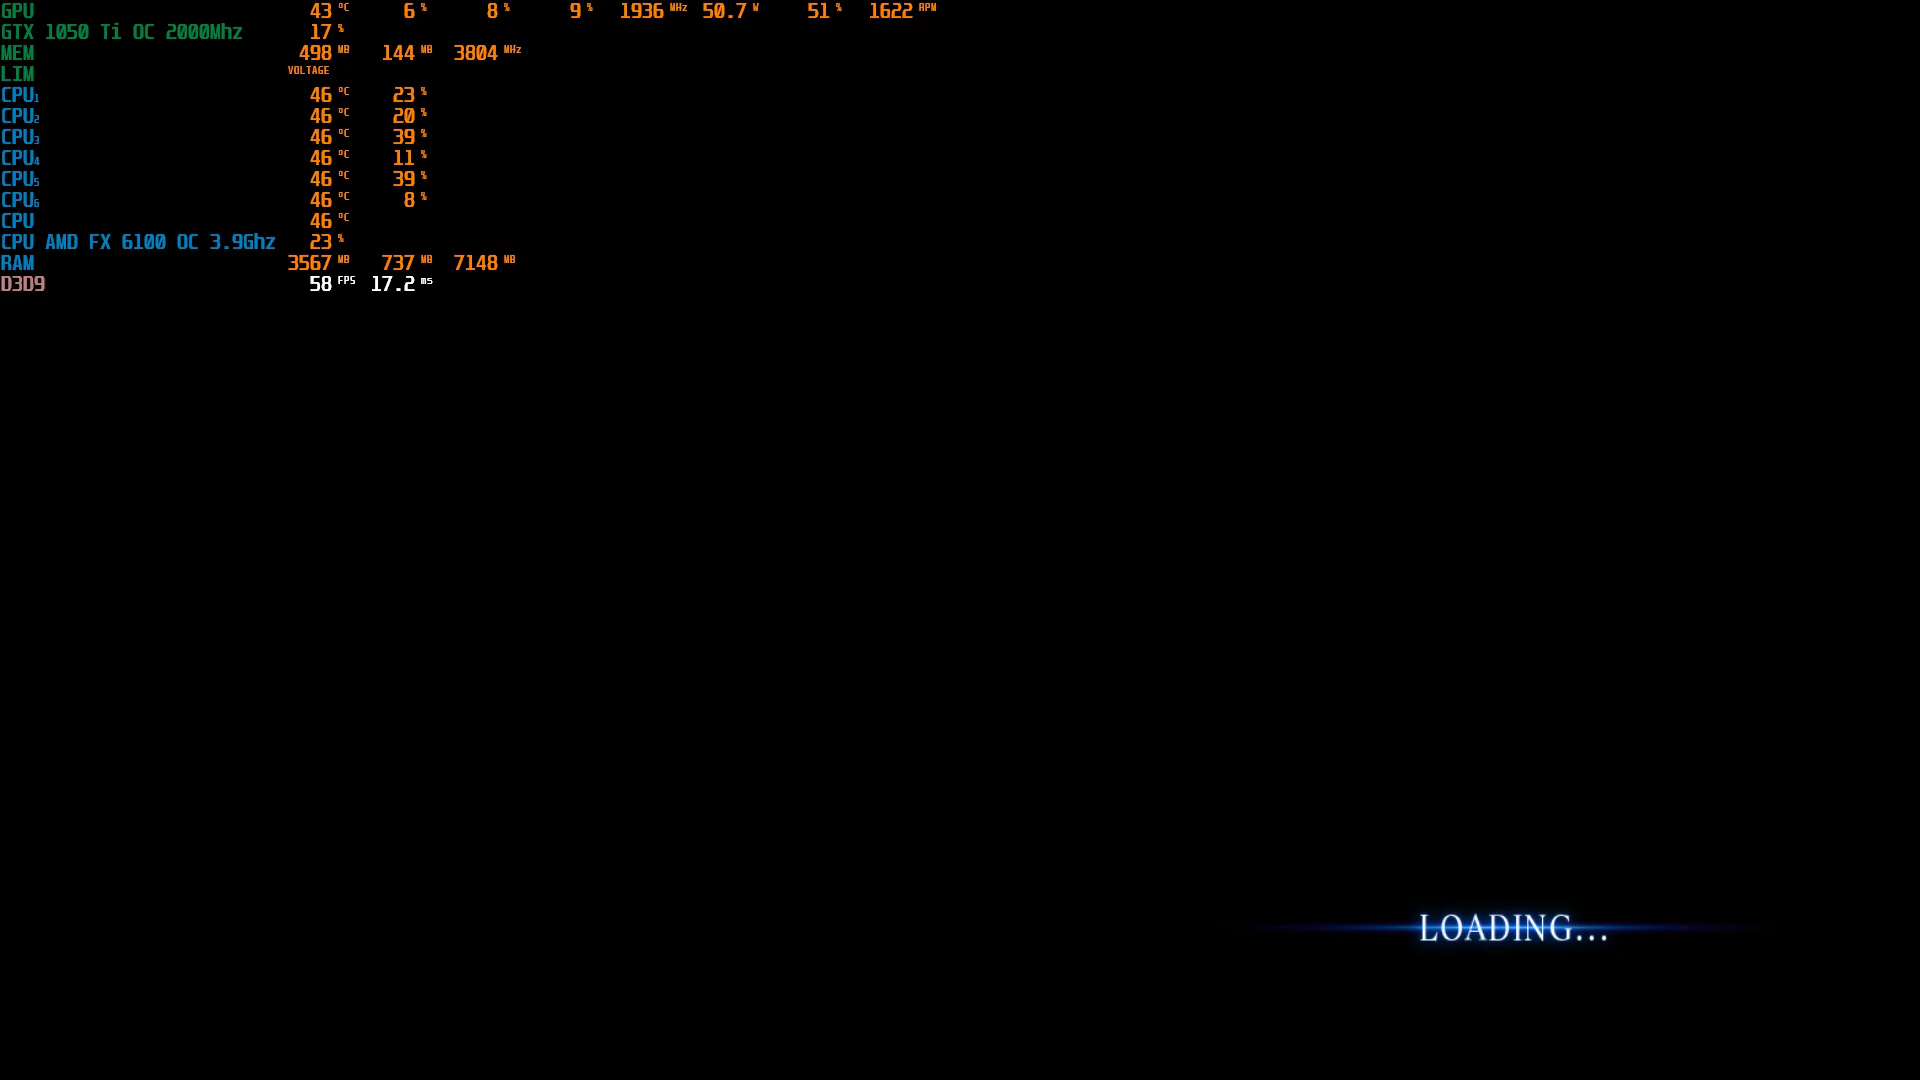 GPU 43 °C 6 % 8 % 9 % 1936 MHz 50.7 W 51 % 1622 RPM
GTX 1050 Ti OC 2000Mhz 17 %
MEM 498 MB 144 MB 3804 MHz
LIM VOLTAGE
CPU1 46 °C 23 %
CPU2 46 °C 20 %
CPU3 46 °C 39 %
CPU4 46 °C 11 %
CPU5 46 °C 39 %
CPU6 46 °C 8 %
CPU 46 °C
CPU AMD FX 6100 OC 3.9Ghz 23 %
RAM 3567 MB 737 MB 7148 MB
D3D9 58 FPS 17.2 ms
LOADING...